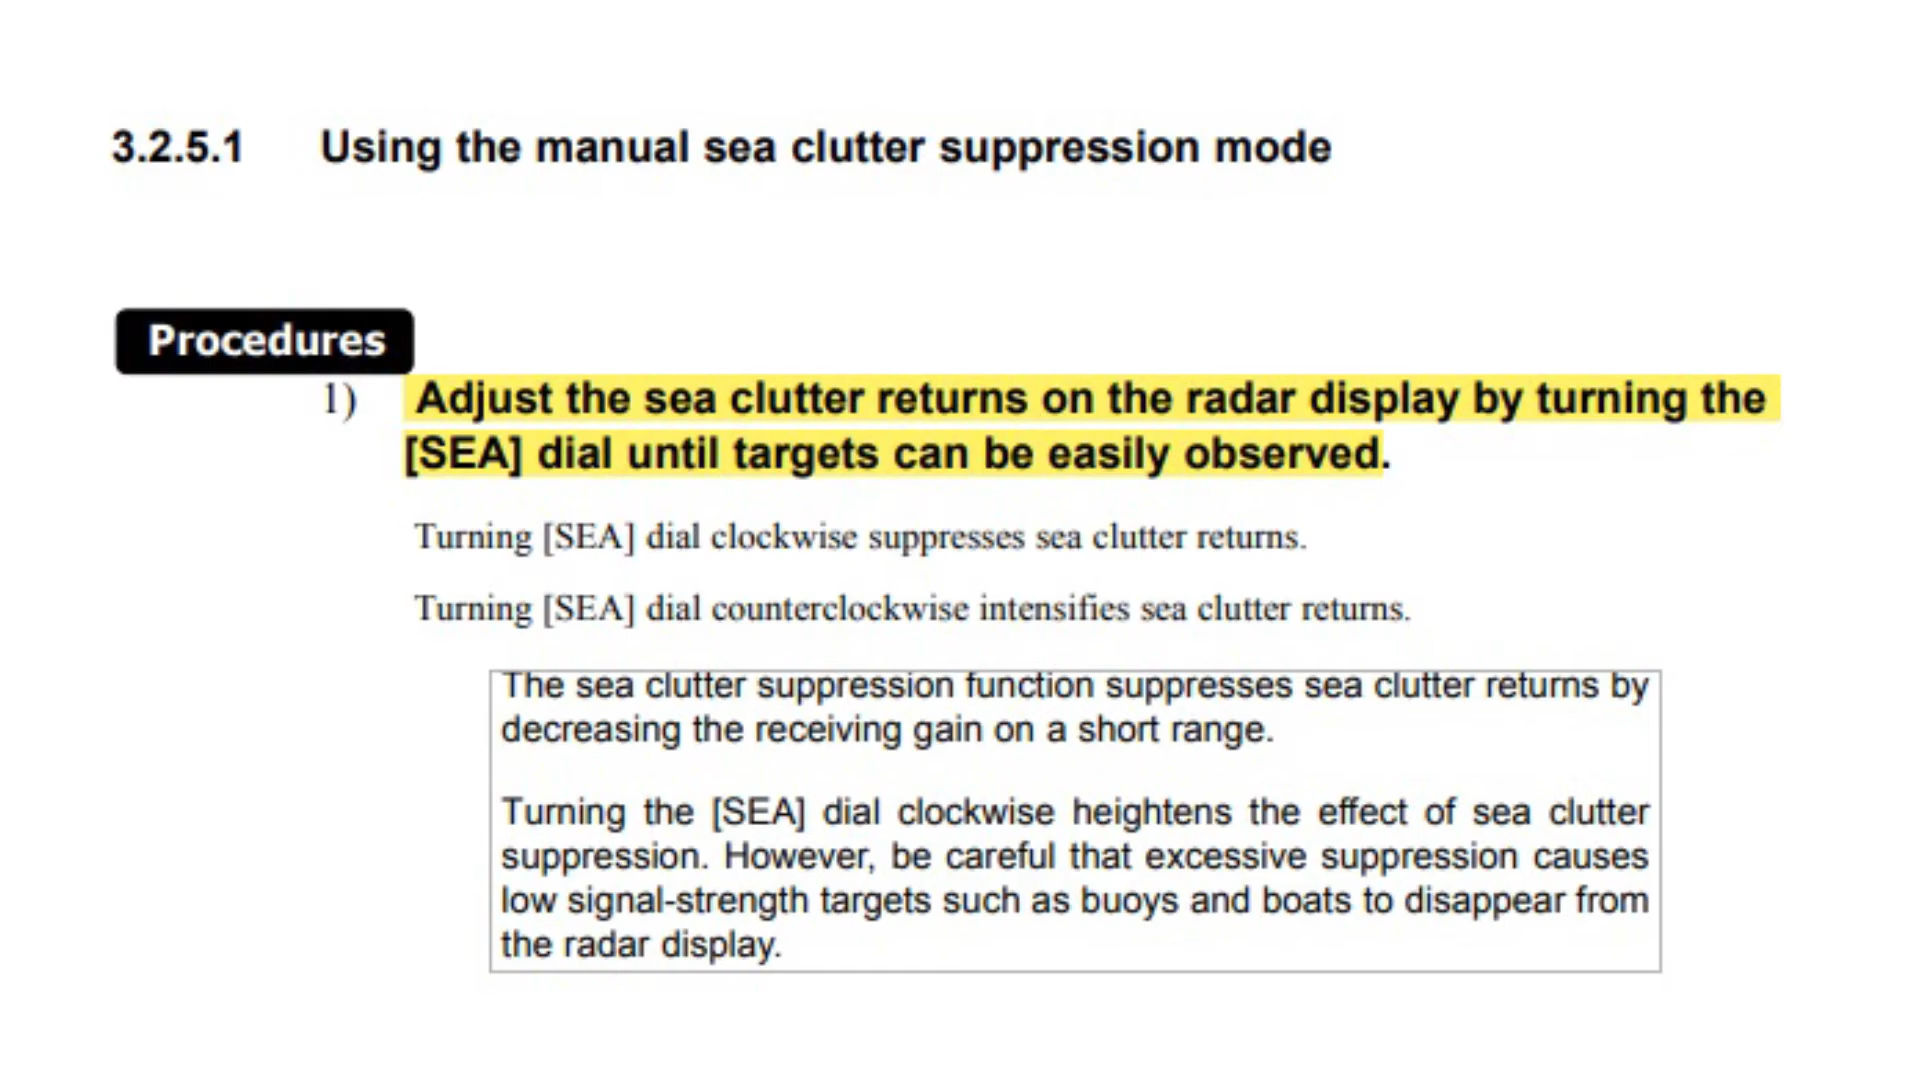 3.2.5.1 Using the manual sea clutter suppression mode
Procedures
1) Adjust the sea clutter returns on the radar display by turning the
[SEA] dial until targets can be easily observed.
Turning [SEA] dial clockwise suppresses sea clutter returns.
Turning [SEA] dial counterclockwise intensifies sea clutter returns.
The sea clutter suppression function suppresses sea clutter returns by
decreasing the receiving gain on a short range.
Turning the [SEA] dial clockwise heightens the effect of sea clutter
suppression. However, be careful that excessive suppression causes
low signal-strength targets such as buoys and boats to disappear from
the radar display.